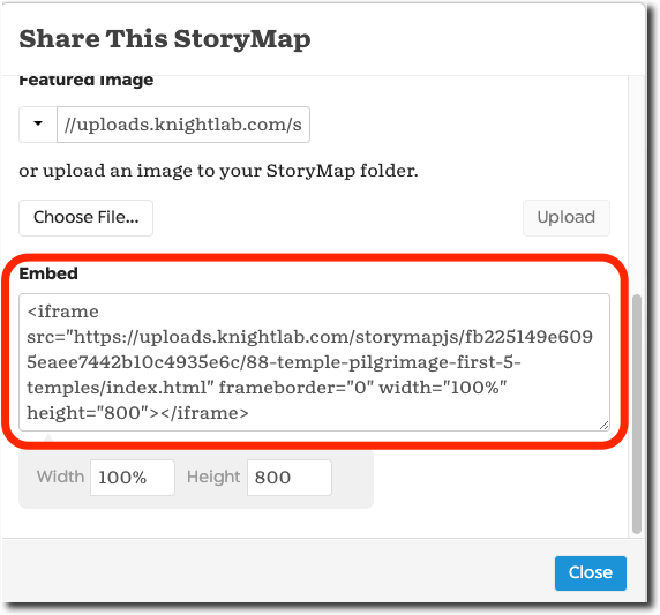 Share This StoryMap
Featured Image
//uploads.knightlab.com/s
or upload an image to your StoryMap folder.
Choose File...
Upload
Embed
<iframe
src="https://uploads.knightlab.com/storymapjs/fb225149e609
5eaee7442b10c4935e6c/88-temple-pilgrimage-first-5-
temples/index.html" frameborder="0" width="100%"
height="800"></iframe>
Width 100% Height 800
Close